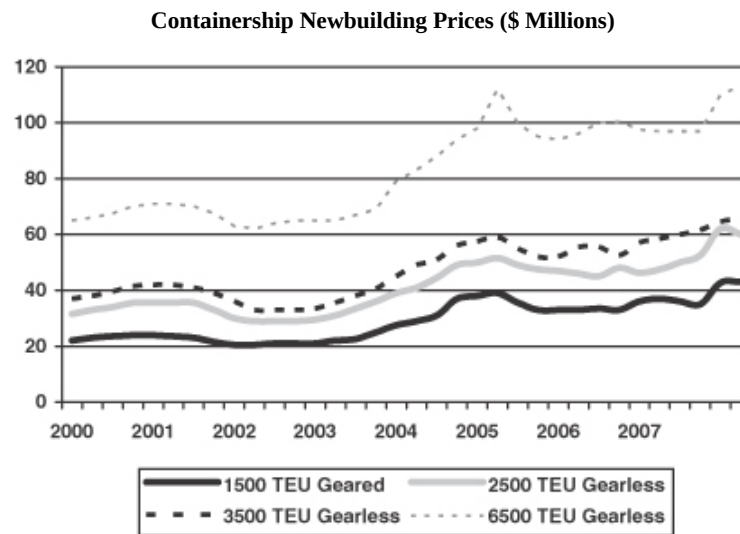 Containership Newbuilding Prices ($ Millions)
120
100
80
60
40
20
0
2000 2001 2002 2003 2004 2005 2006 2007
1500 TEU Geared 2500 TEU Gearless
3500 TEU Gearless 6500 TEU Gearless